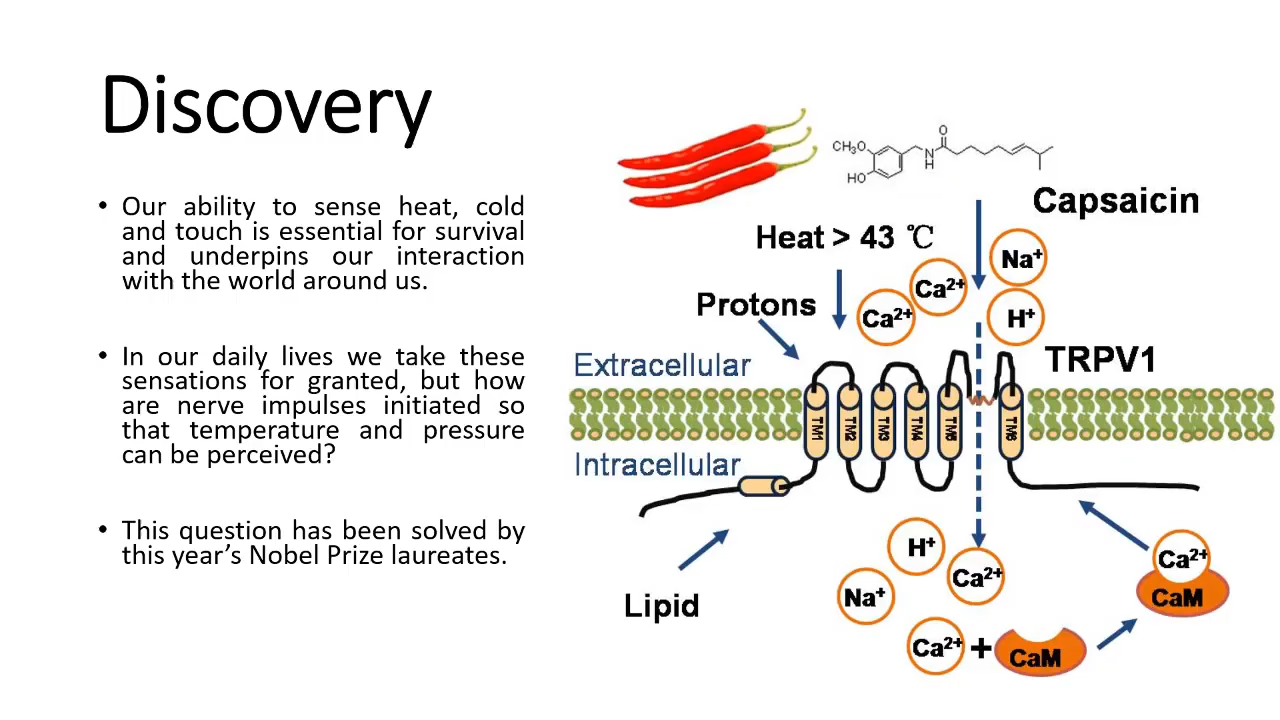 Discovery
• Our ability to sense heat, cold
and touch is essential for survival
and underpins our interaction
with the world around us.
• In our daily lives we take these
sensations for granted, but how
are nerve impulses initiated so
that temperature and pressure
can be perceived?
• This question has been solved by
this year’s Nobel Prize laureates.
CH₃O
HO
O
N
H
Capsaicin
Heat > 43 ℃
Na⁺
Ca²⁺
Protons
Ca²⁺
H⁺
Extracellular
TRPV1
TM1
TM2
TM3
TM4
TM5
TM6
Intracellular
H⁺
Ca²⁺
Na⁺
Lipid
Ca²⁺
CaM
Ca²⁺ + CaM